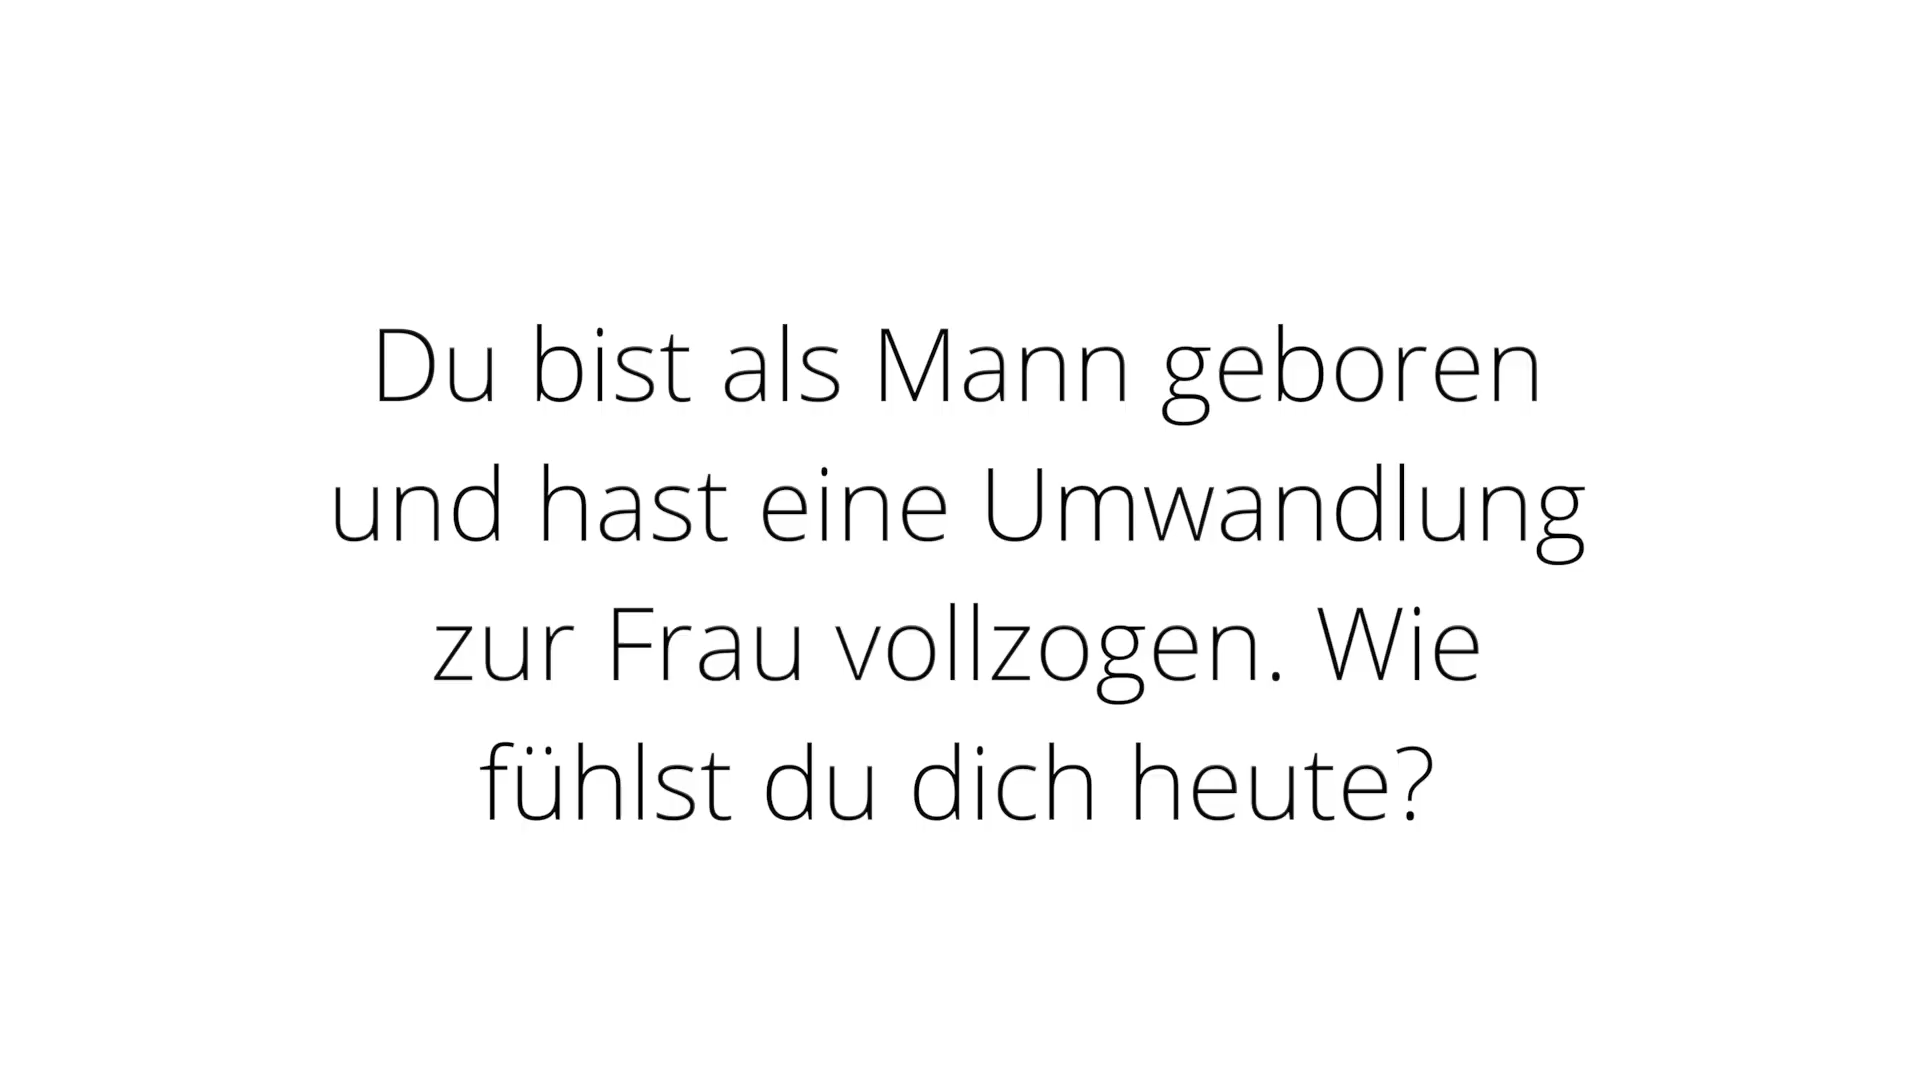 Du bist als Mann geboren
und hast eine Umwandlung
zur Frau vollzogen. Wie
fühlst du dich heute?